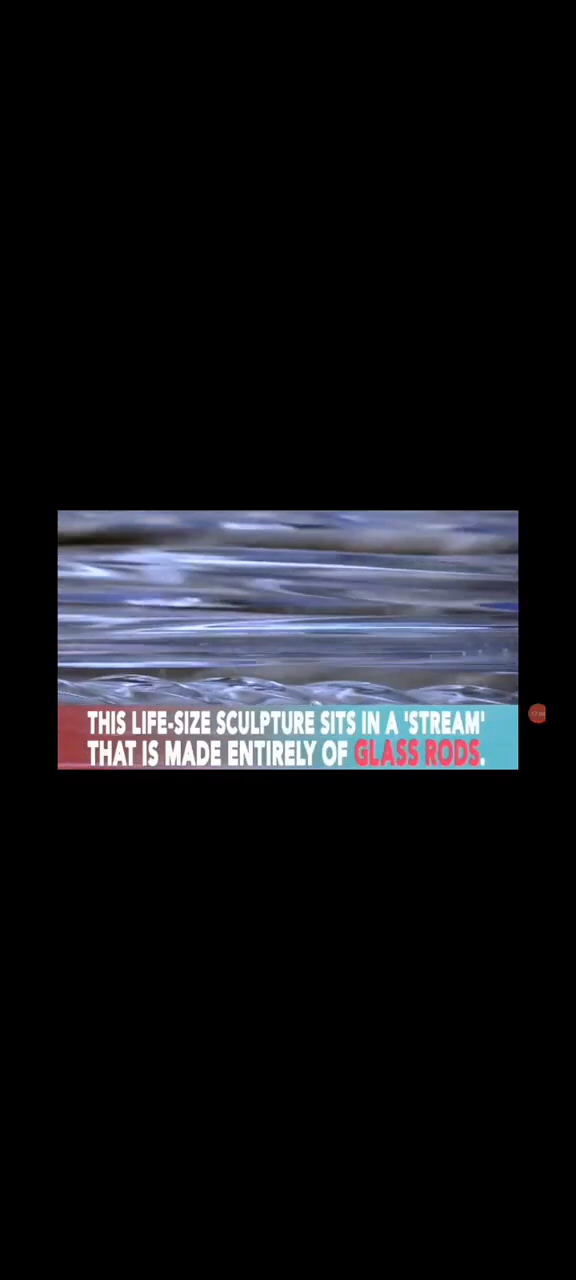 THIS LIFE-SIZE SCULPTURE SITS IN A 'STREAM'
THAT IS MADE ENTIRELY OF GLASS RODS.